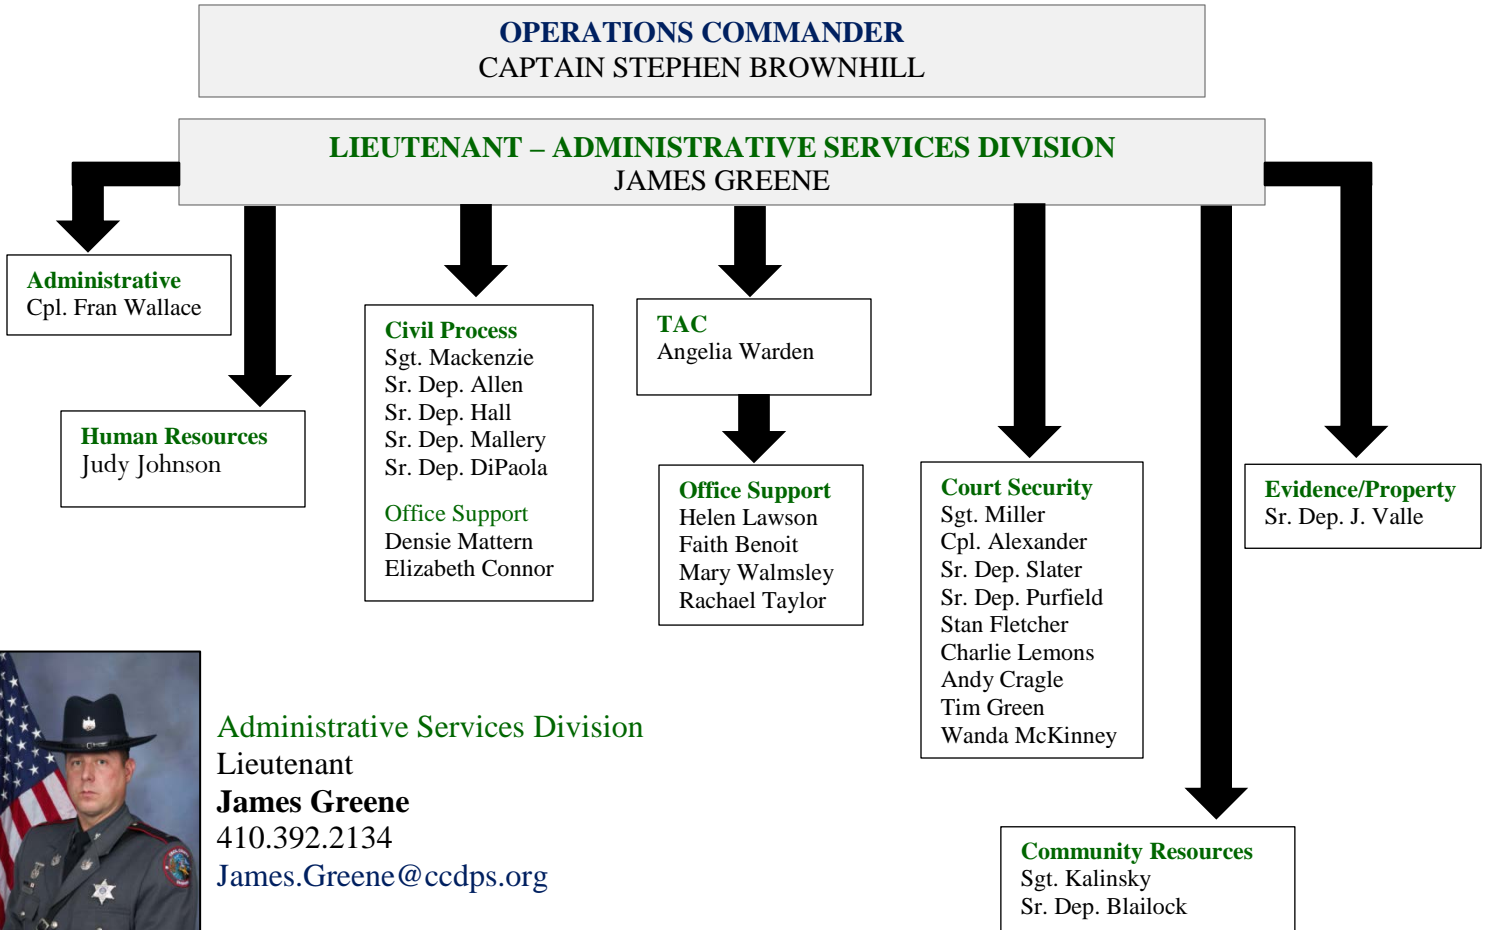 OPERATIONS COMMANDER
CAPTAIN STEPHEN BROWNHILL
LIEUTENANT – ADMINISTRATIVE SERVICES DIVISION
JAMES GREENE
Administrative
Cpl. Fran Wallace
Human Resources
Judy Johnson
Civil Process
Sgt. Mackenzie
Sr. Dep. Allen
Sr. Dep. Hall
Sr. Dep. Mallery
Sr. Dep. DiPaola
Office Support
Densie Mattern
Elizabeth Connor
TAC
Angelia Warden
Office Support
Helen Lawson
Faith Benoit
Mary Walmsley
Rachael Taylor
Court Security
Sgt. Miller
Cpl. Alexander
Sr. Dep. Slater
Sr. Dep. Purfield
Stan Fletcher
Charlie Lemons
Andy Cragle
Tim Green
Wanda McKinney
Evidence/Property
Sr. Dep. J. Valle
Community Resources
Sgt. Kalinsky
Sr. Dep. Blailock
Administrative Services Division
Lieutenant
James Greene
410.392.2134
James.Greene@ccdps.org